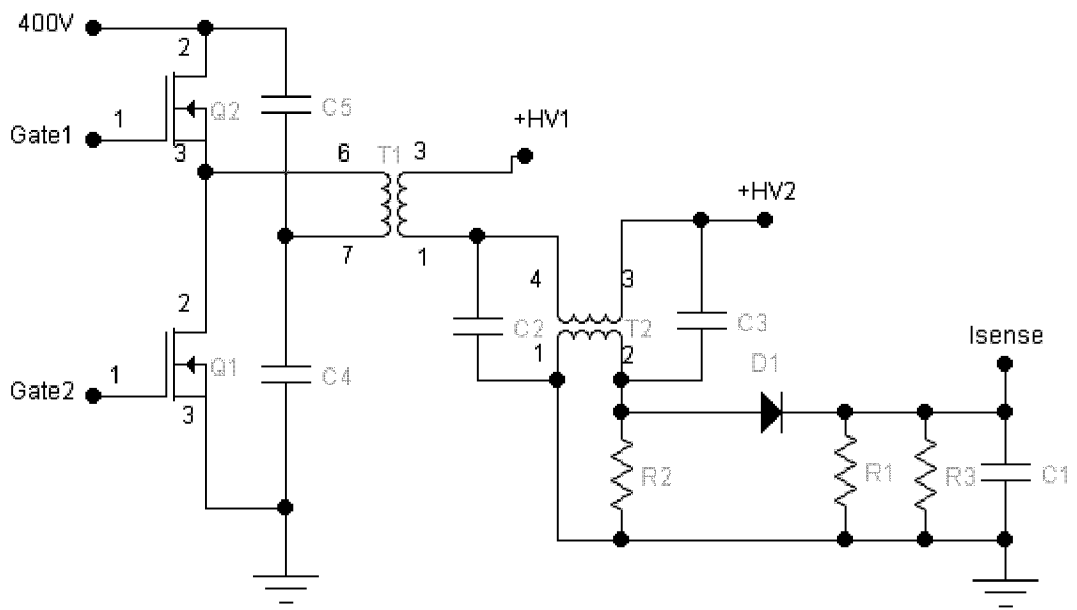 400V
2
Q2
C5
Gate1
1
3
+HV1
6
T1
3
7
1
+HV2
4
3
C2
T2
C3
1
2
2
Q1
C4
Gate2
1
3
D1
Isense
R2
R1
R3
C1